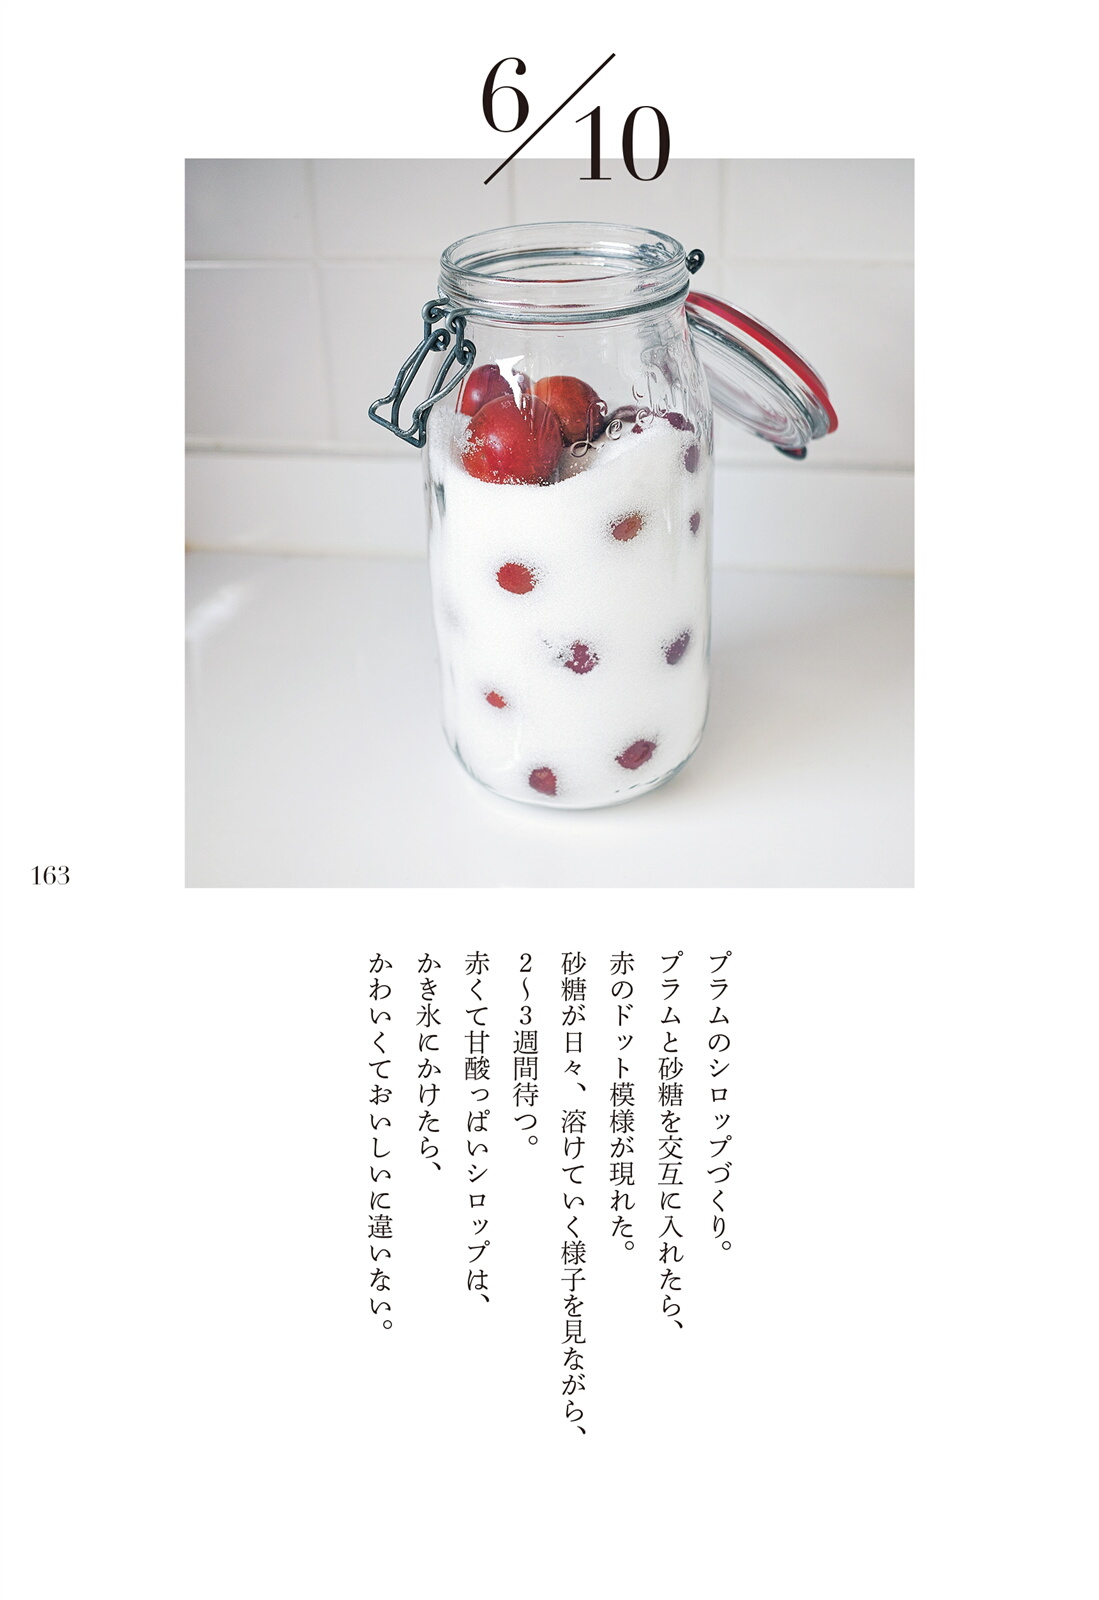 6/10
プラムのシロップづくり。
プラムと砂糖を交互に入れたら、
赤のドット模様が現れた。
砂糖が日々、溶けていく様子を見ながら、
2〜3週間待つ。
赤くて甘酸っぱいシロップは、
かき氷にかけたら、
かわいくておいしいに違いない。
163